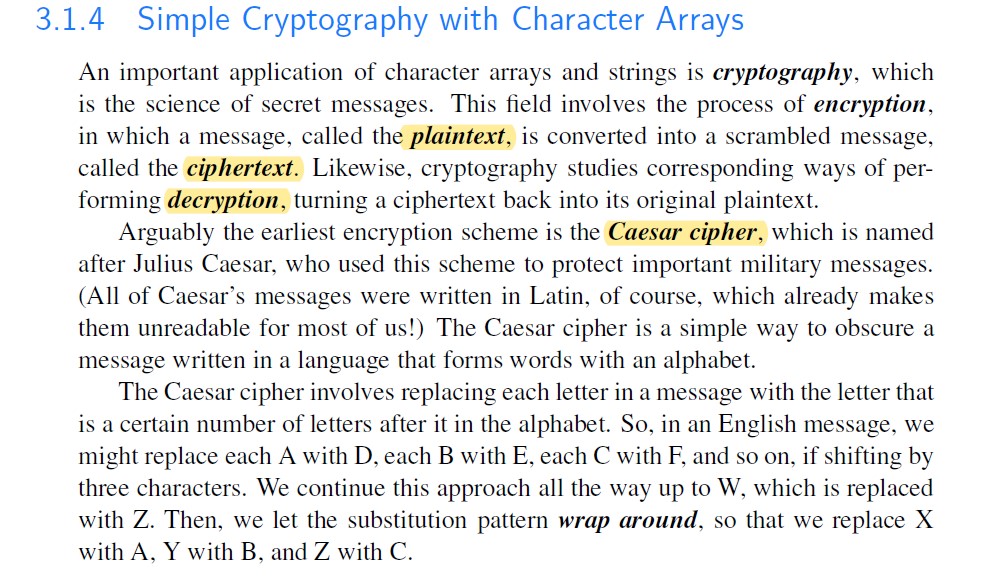 3.1.4 Simple Cryptography with Character Arrays
An important application of character arrays and strings is cryptography, which
is the science of secret messages. This field involves the process of encryption,
in which a message, called the plaintext, is converted into a scrambled message,
called the ciphertext. Likewise, cryptography studies corresponding ways of per-
forming decryption, turning a ciphertext back into its original plaintext.
Arguably the earliest encryption scheme is the Caesar cipher, which is named
after Julius Caesar, who used this scheme to protect important military messages.
(All of Caesar's messages were written in Latin, of course, which already makes
them unreadable for most of us!) The Caesar cipher is a simple way to obscure a
message written in a language that forms words with an alphabet.
The Caesar cipher involves replacing each letter in a message with the letter that
is a certain number of letters after it in the alphabet. So, in an English message, we
might replace each A with D, each B with E, each C with F, and so on, if shifting by
three characters. We continue this approach all the way up to W, which is replaced
with Z. Then, we let the substitution pattern wrap around, so that we replace X
with A, Y with B, and Z with C.